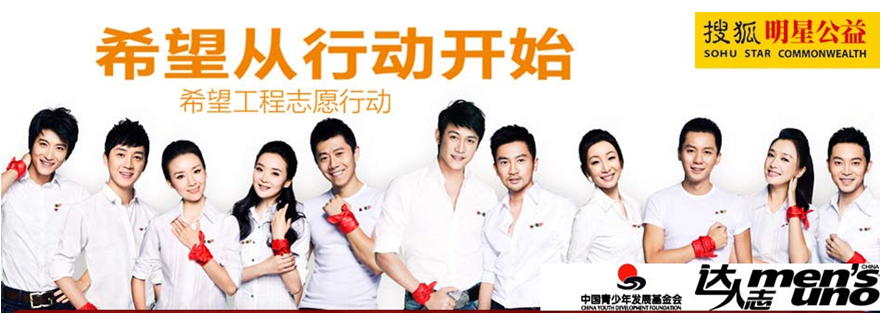 希望从行动开始
希望工程志愿行动
搜狐 明星公益
SOHU STAR COMMONWEALTH
中国青少年发展基金会
CHINA YOUTH DEVELOPMENT FOUNDATION
达人志
CHINA
men's
uno